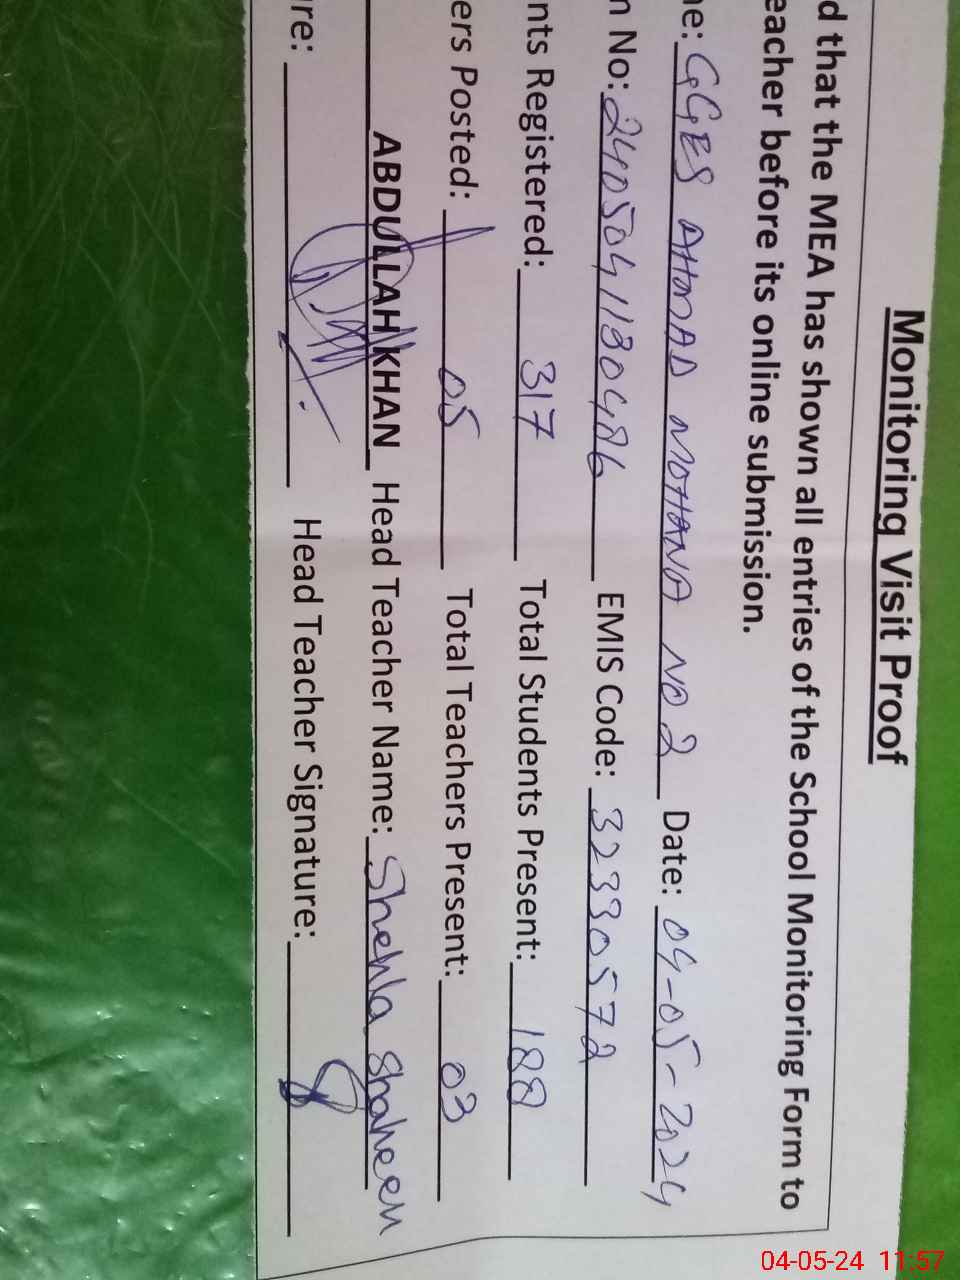 Monitoring Visit Proof
d that the MEA has shown all entries of the School Monitoring Form to
eacher before its online submission.
ne: GGES AHMAD MOHANA NO 2 Date: 04-05-2024
n No: 2405041180486 EMIS Code: 32330572
nts Registered: 317 Total Students Present: 188
ers Posted: 05 Total Teachers Present: 03
ABDULLAH KHAN Head Teacher Name: Shehla Shaheen
re: Head Teacher Signature:
04-05-24 11:57